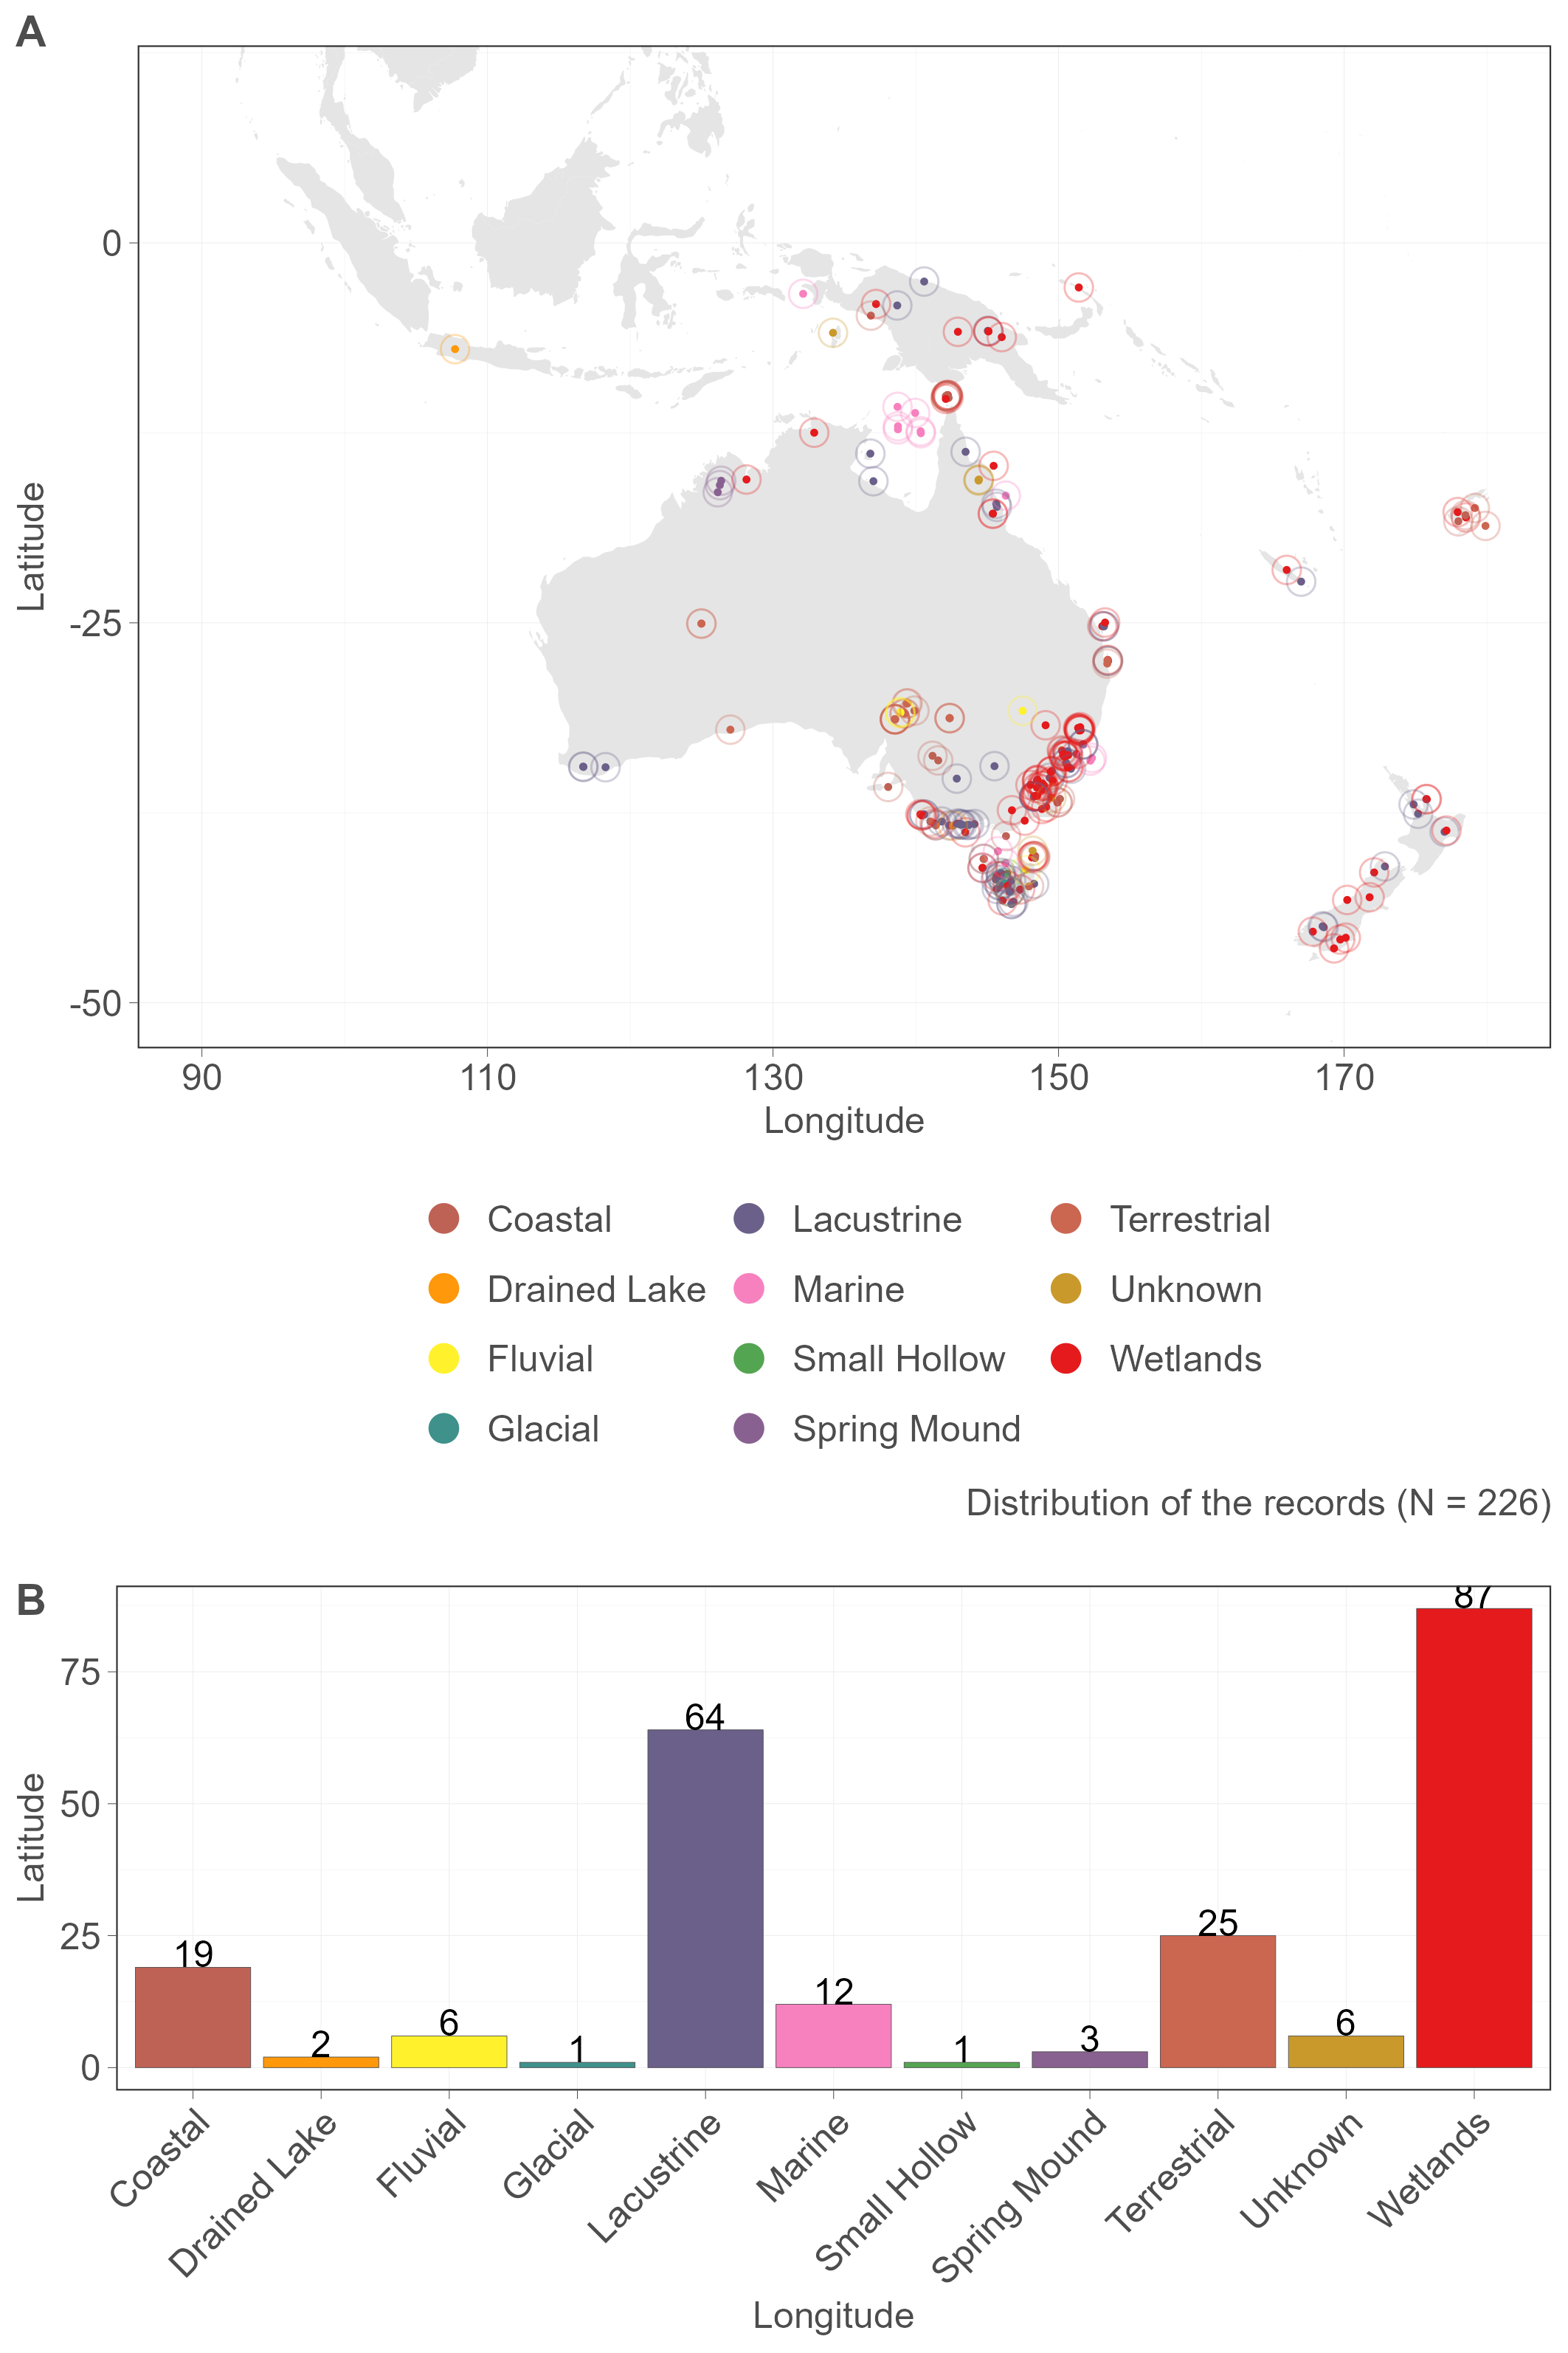 A
0
-25
-50
Latitude
90 110 130 150 170
Longitude
Coastal Lacustrine Terrestrial
Drained Lake Marine Unknown
Fluvial Small Hollow Wetlands
Glacial Spring Mound
Distribution of the records (N = 226)
B
75
50
25
0
Latitude
19 2 6 1 64 12 1 3 25 6 87
Coastal Drained Lake Fluvial Glacial Lacustrine Marine Small Hollow Spring Mound Terrestrial Unknown Wetlands
Longitude